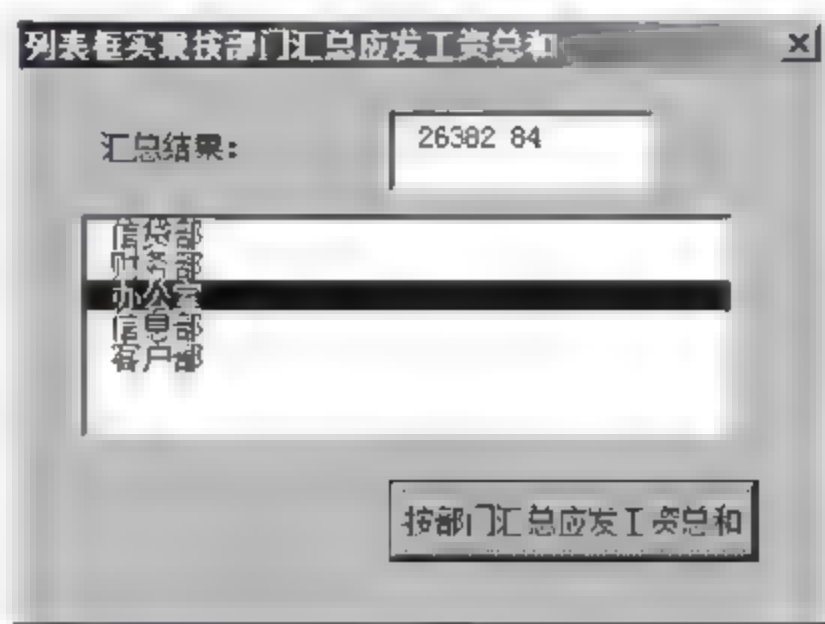 列表框实现按部门汇总应发工资总和
汇总结果:
26382 84
信贷部
财务部
办公室
信息部
客户部
按部门汇总应发工资总和